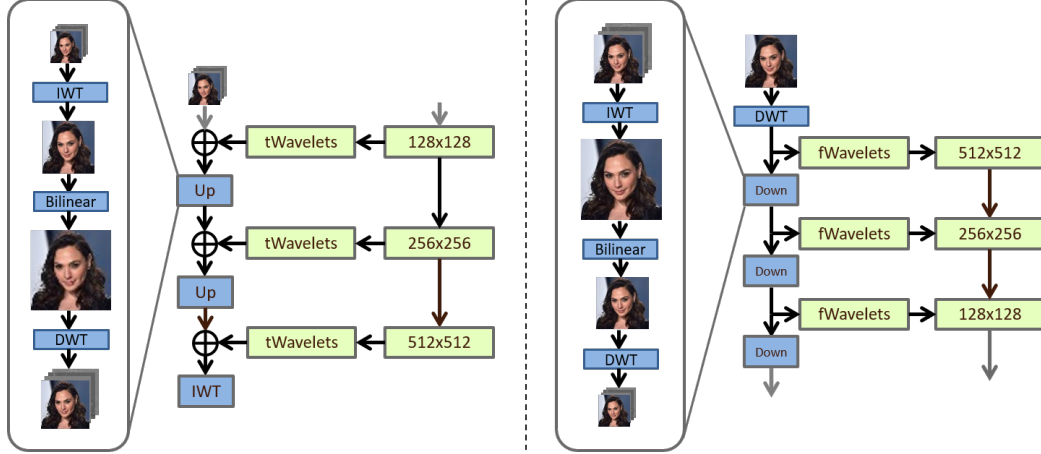 IWT
Bilinear
DWT
tWavelets
128x128
Up
tWavelets
256x256
Up
tWavelets
512x512
IWT
IWT
Bilinear
DWT
DWT
fWavelets
512x512
Down
fWavelets
256x256
Down
fWavelets
128x128
Down